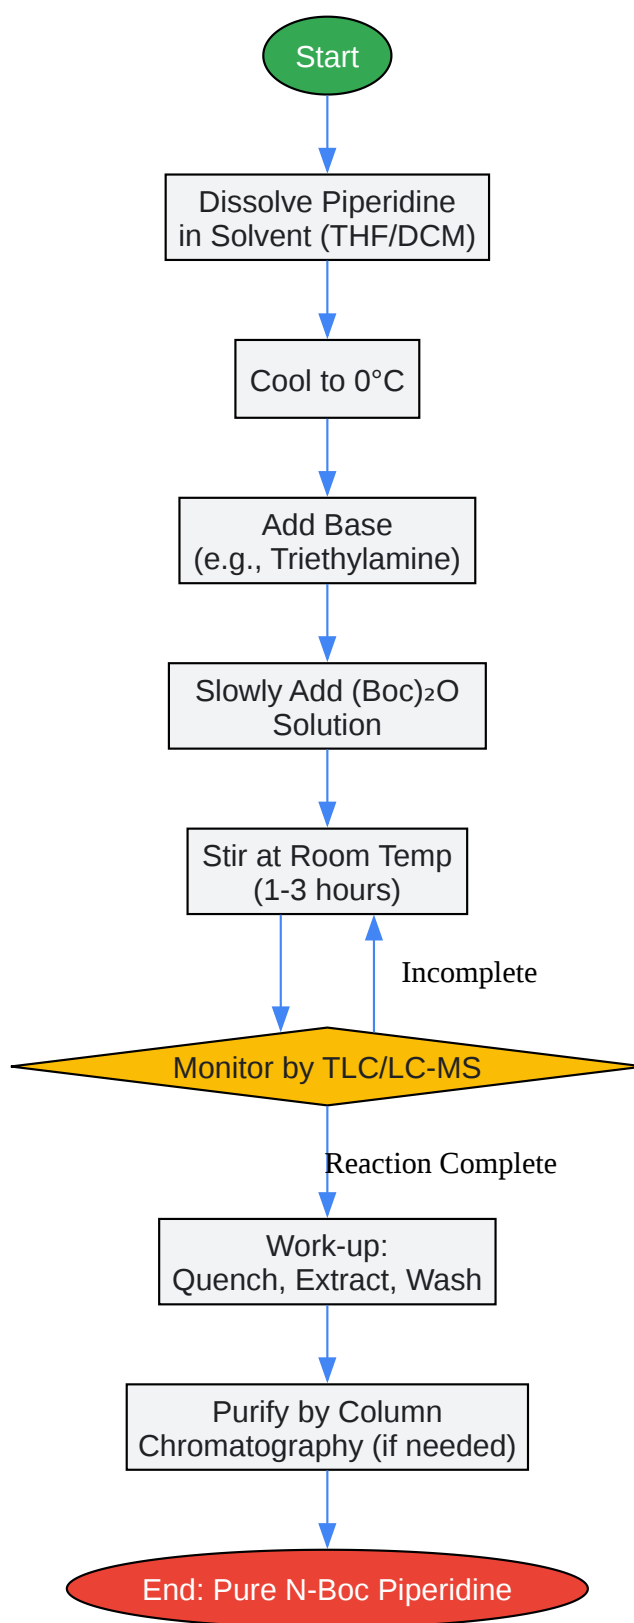 Start
Dissolve Piperidine
in Solvent (THF/DCM)
Cool to 0°C
Add Base
(e.g., Triethylamine)
Slowly Add (Boc)₂O
Solution
Stir at Room Temp
(1-3 hours)
Incomplete
Monitor by TLC/LC-MS
Reaction Complete
Work-up:
Quench, Extract, Wash
Purify by Column
Chromatography (if needed)
End: Pure N-Boc Piperidine